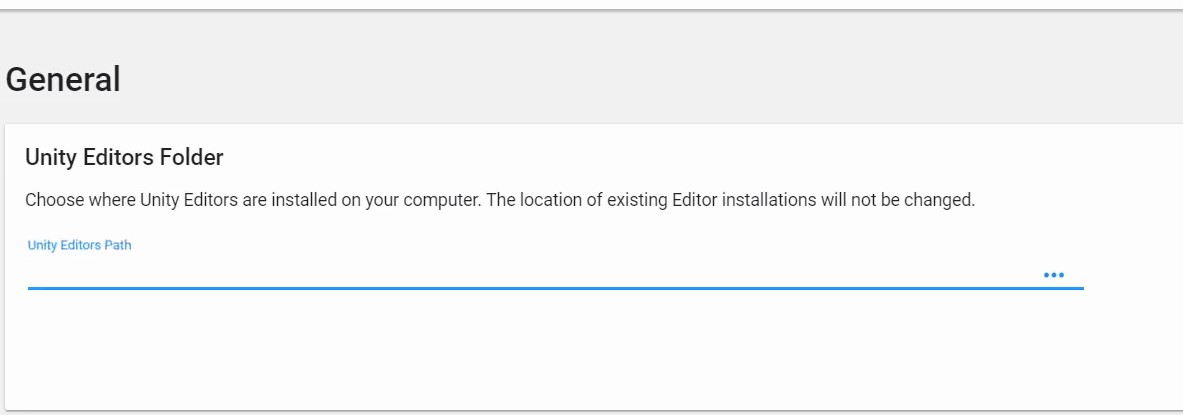 General
Unity Editors Folder
Choose where Unity Editors are installed on your computer. The location of existing Editor installations will not be changed.
Unity Editors Path